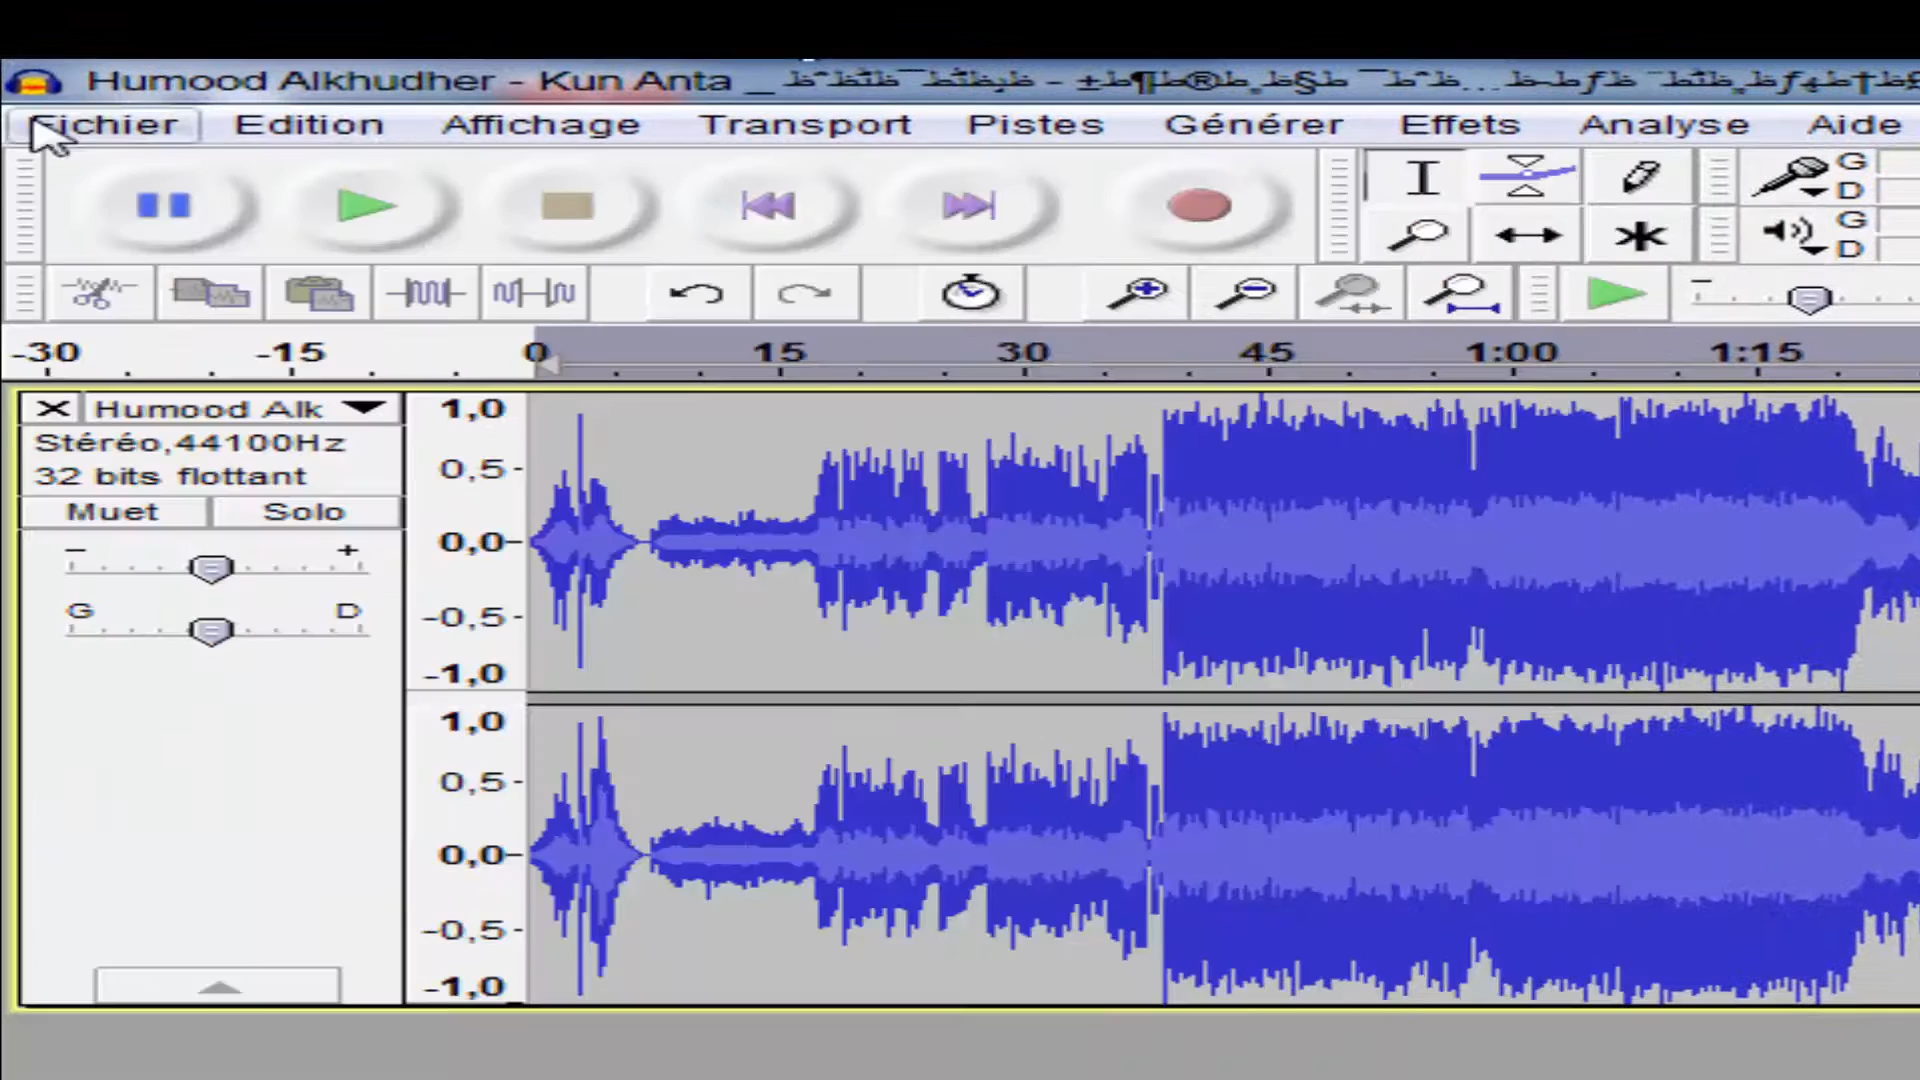 Humood Alkhudher - Kun Anta _
Fichier Edition Affichage Transport Pistes Générer Effets Analyse Aide
G
D
G
D
-30 -15 0 15 30 45 1:00 1:15
Humood Alk
Stéréo,44100Hz
32 bits flottant
Muet Solo
- +
G D
1,0
0,5-
0,0-
-0,5-
-1,0
1,0
0,5-
0,0-
-0,5-
-1,0